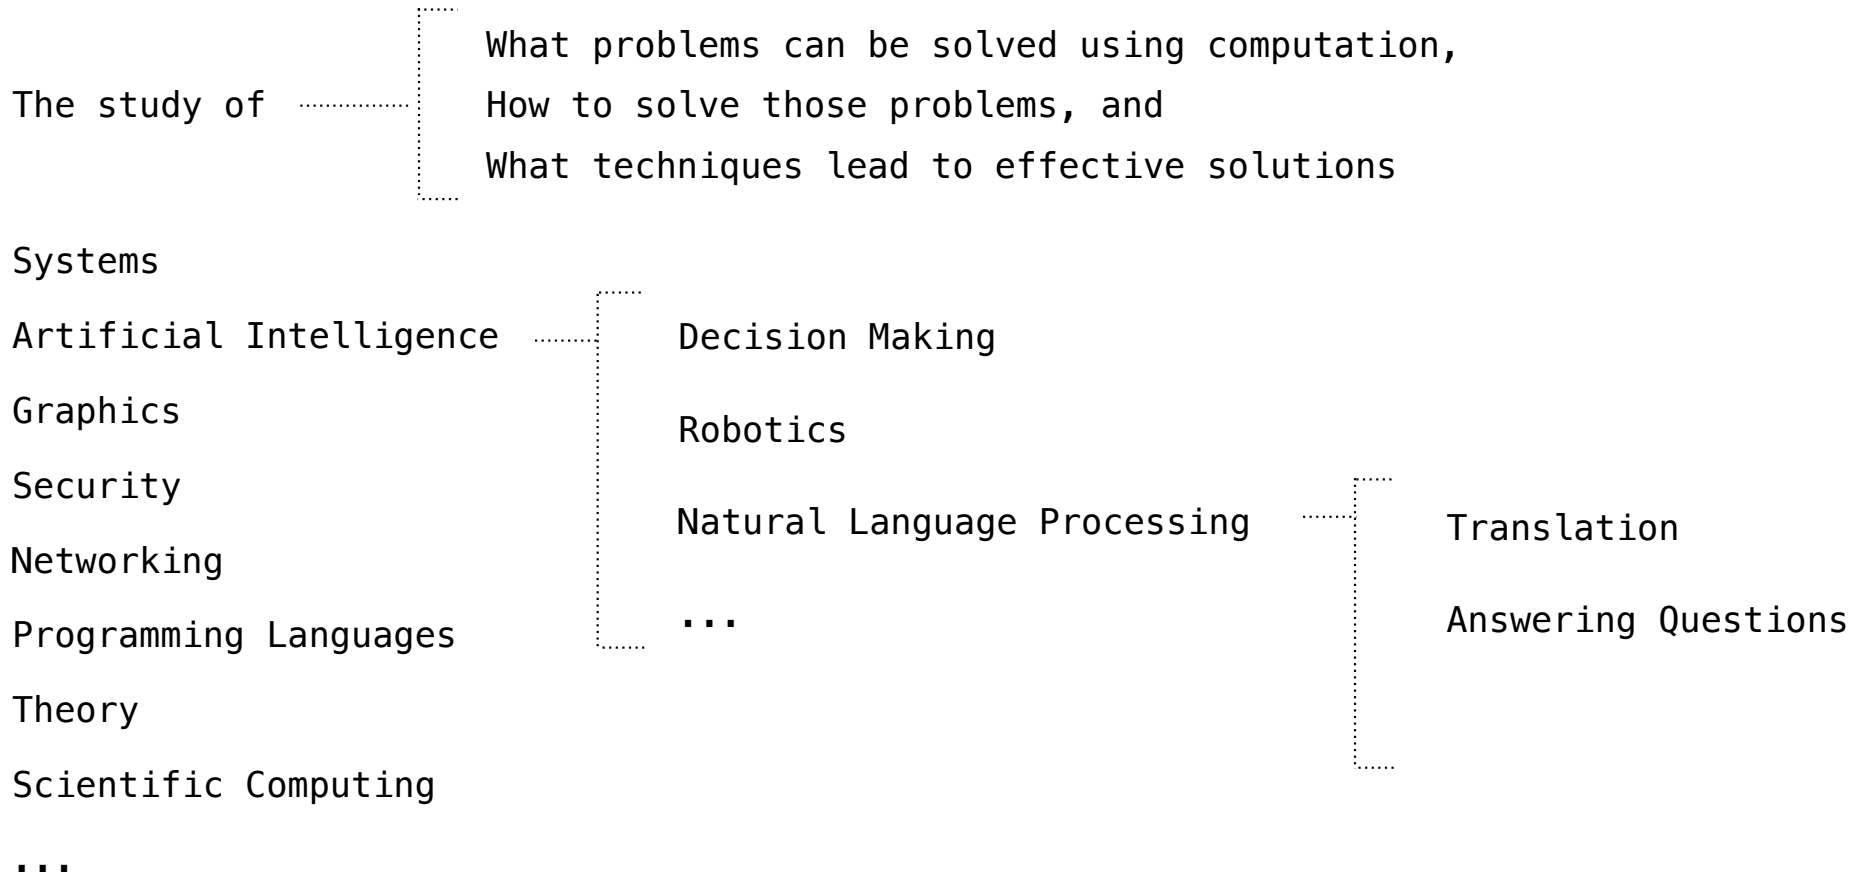 The study of
What problems can be solved using computation,
How to solve those problems, and
What techniques lead to effective solutions
Systems
Artificial Intelligence
Graphics
Security
Networking
Programming Languages
Theory
Scientific Computing
...
Decision Making
Robotics
Natural Language Processing
...
Translation
Answering Questions